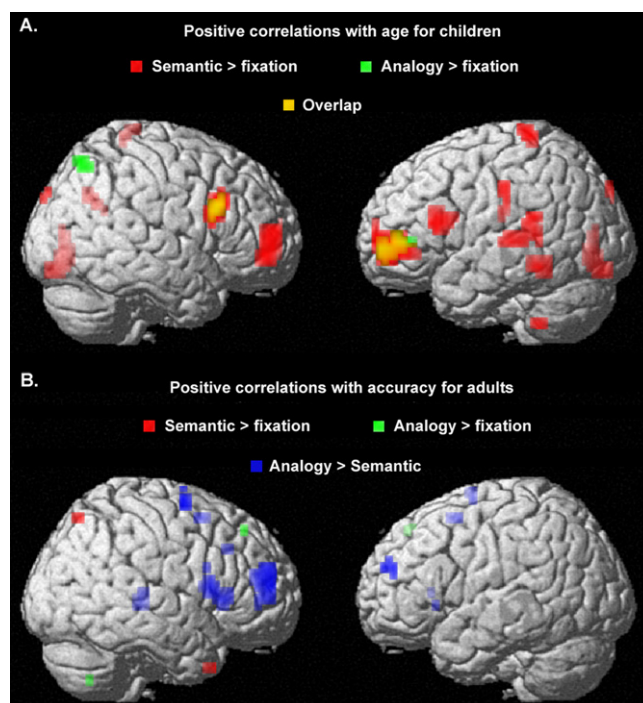 A.
Positive correlations with age for children
Semantic > fixation
Analogy > fixation
Overlap
B.
Positive correlations with accuracy for adults
Semantic > fixation
Analogy > fixation
Analogy > Semantic